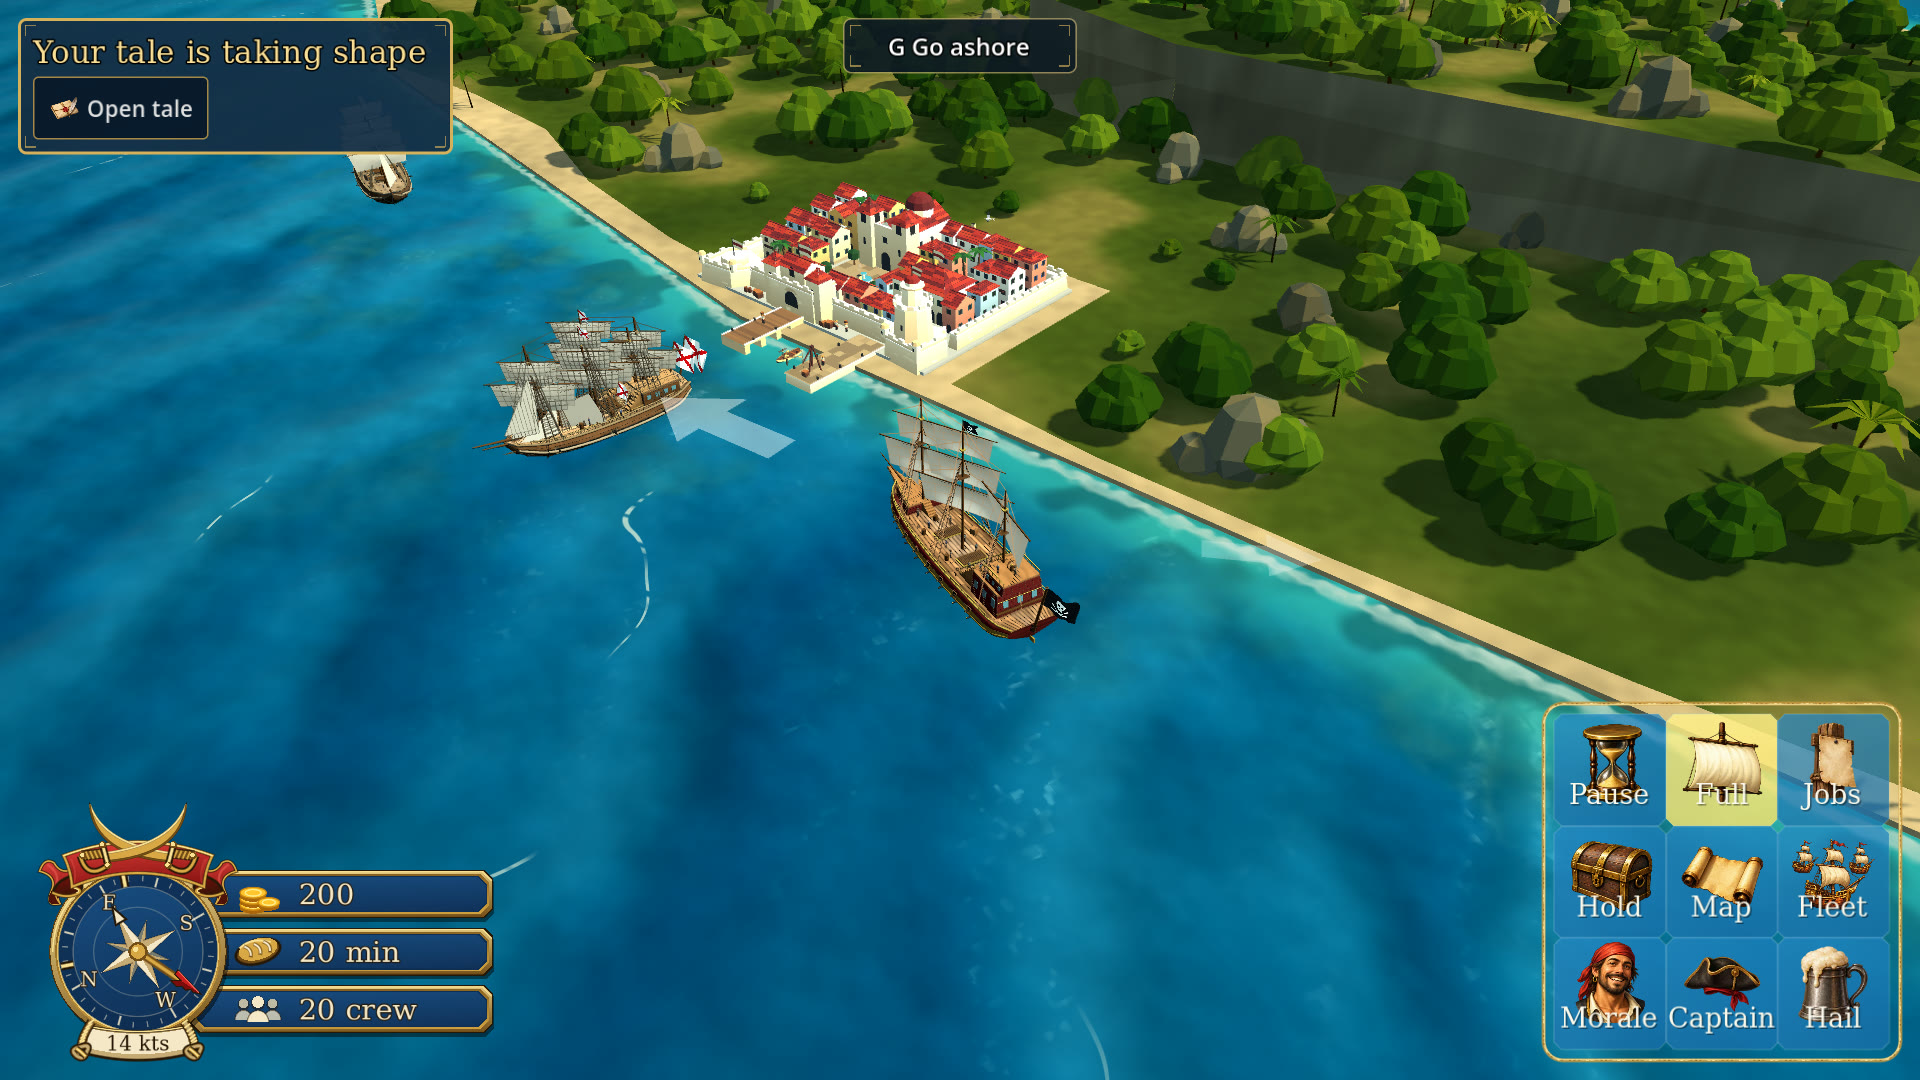 Your tale is taking shape
Open tale
G Go ashore
Pause
Full
Jobs
Hold
Map
Fleet
Morale
Captain
Hail
E
S
N
W
14 kts
200
20 min
20 crew